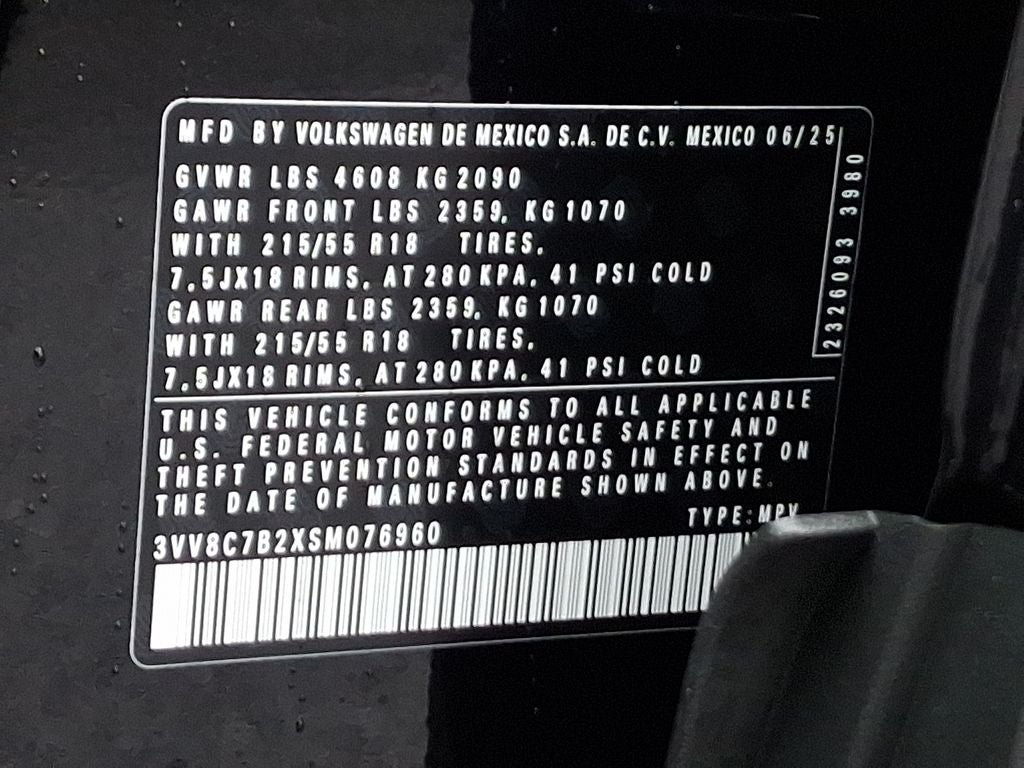 MFD BY VOLKSWAGEN DE MEXICO S.A. DE C.V. MEXICO 06/25
GVWR LBS 4608 KG 2090
GAWR FRONT LBS 2359, KG 1070
WITH 215/55 R18 TIRES,
7.5JX18 RIMS, AT 280 KPA, 41 PSI COLD
GAWR REAR LBS 2359, KG 1070
WITH 215/55 R18 TIRES,
7.5JX18 RIMS, AT 280 KPA, 41 PSI COLD
2326093 3980
THIS VEHICLE CONFORMS TO ALL APPLICABLE
U.S. FEDERAL MOTOR VEHICLE SAFETY AND
THEFT PREVENTION STANDARDS IN EFFECT ON
THE DATE OF MANUFACTURE SHOWN ABOVE.
TYPE: MPV
3VV8C7B2XSM076960